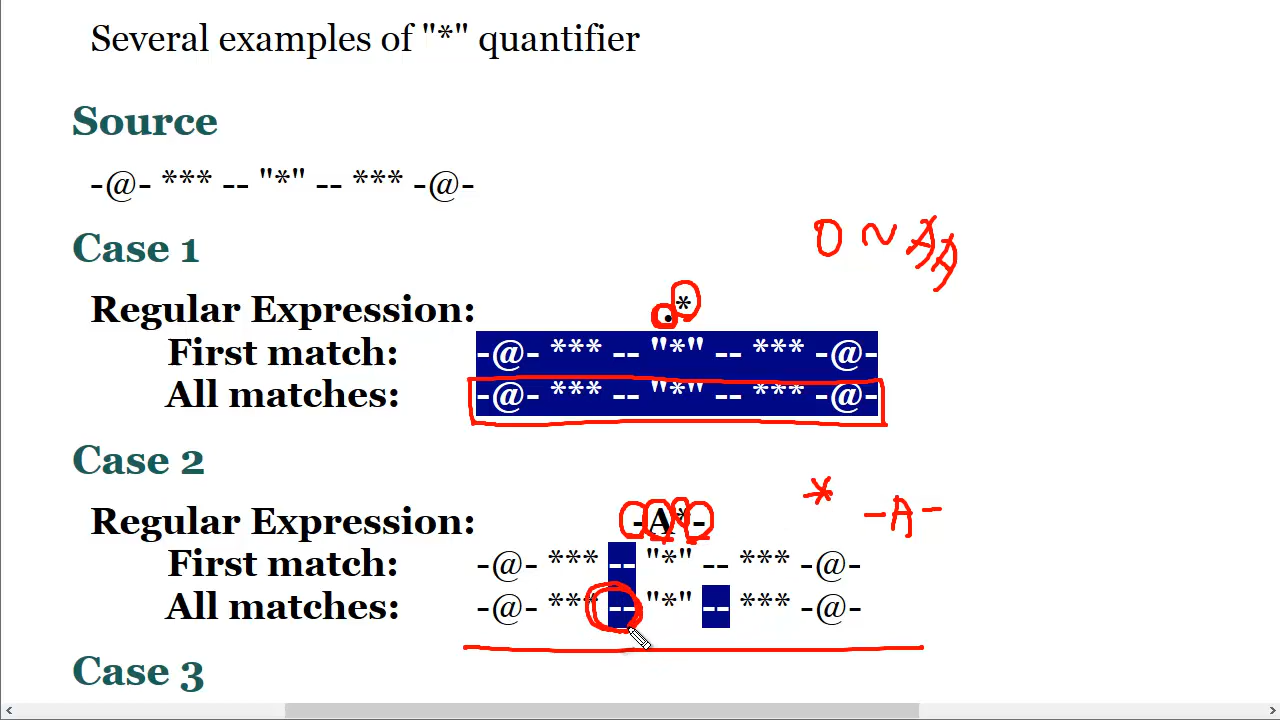 Several examples of "*" quantifier
Source
-@- *** -- "*" -- *** -@-
Case 1
Regular Expression: .*
First match: -@- *** -- "*" -- *** -@-
All matches: -@- *** -- "*" -- *** -@-
Case 2
Regular Expression: -A*-
* -A-
First match: -@- *** -- "*" -- *** -@-
All matches: -@- *** -- "*" -- *** -@-
Case 3